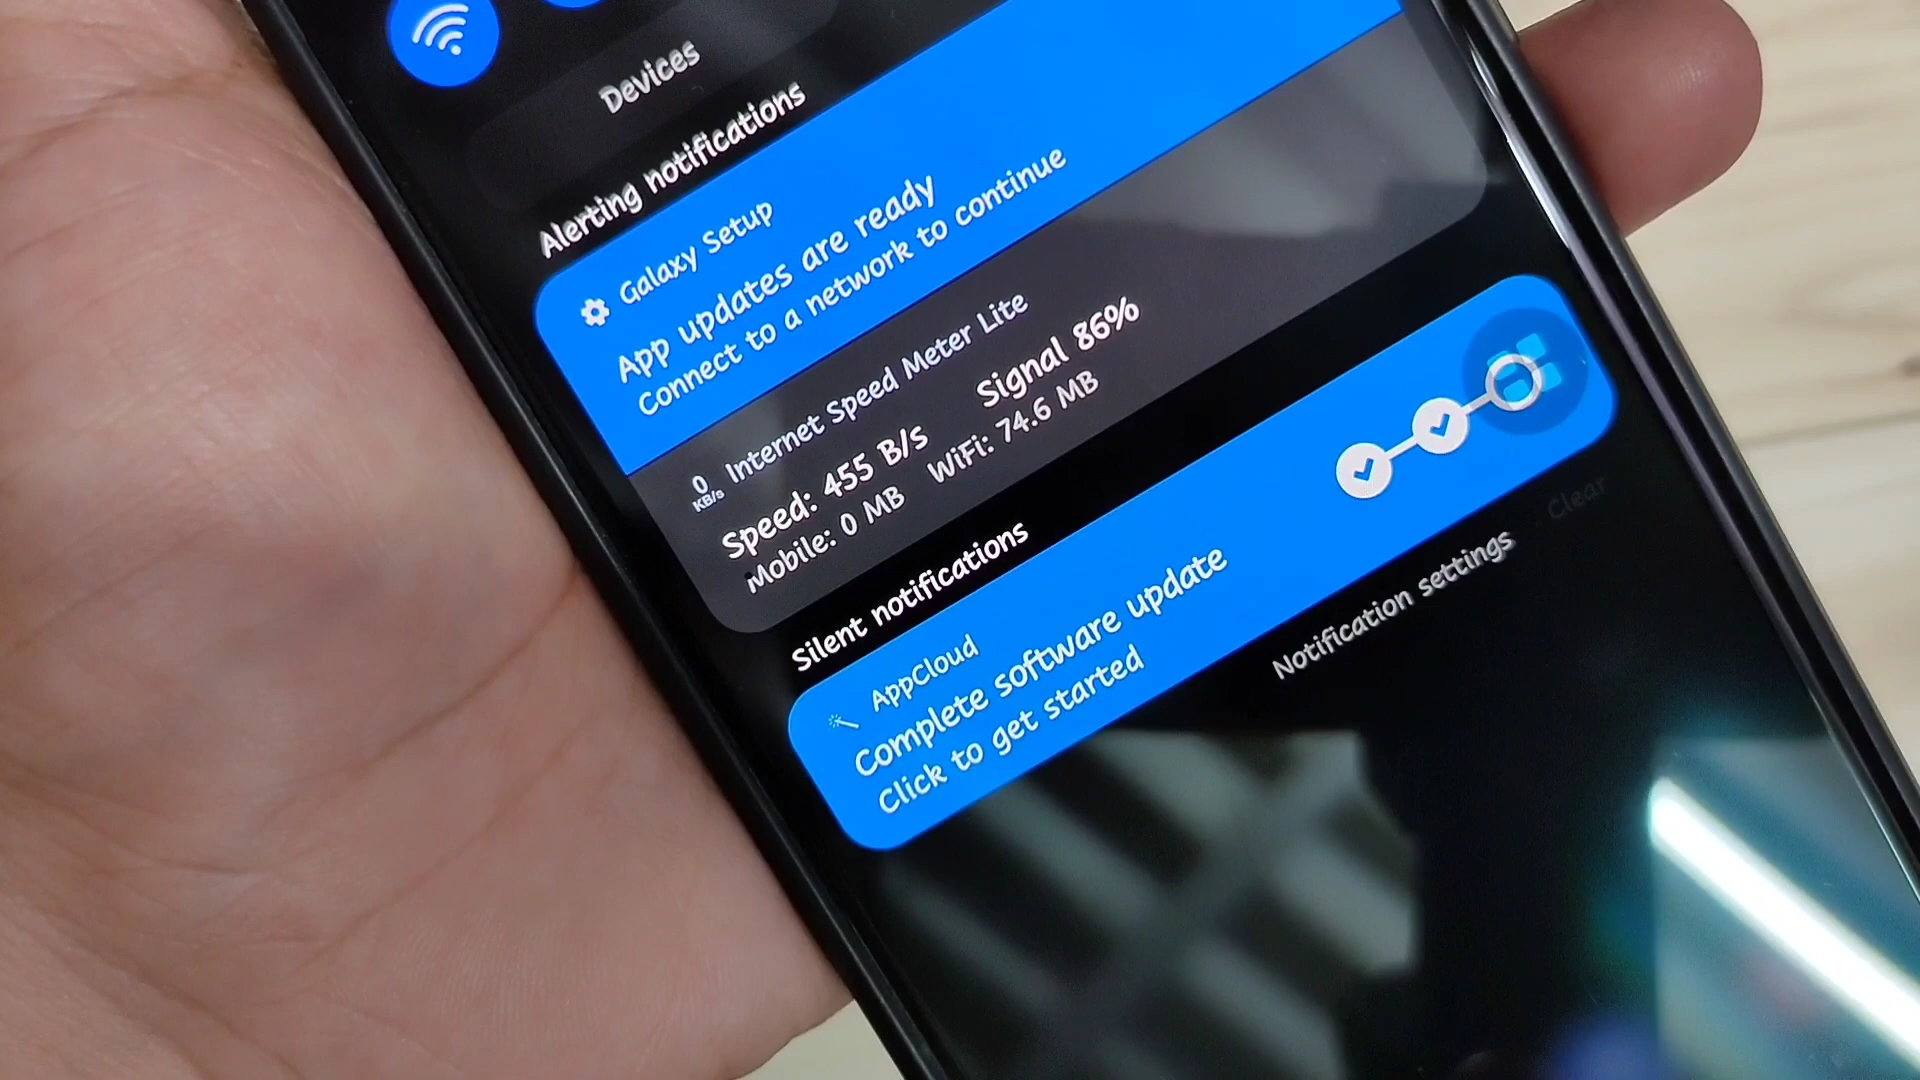 Devices
Alerting notifications
Galaxy Setup
App updates are ready
Connect to a network to continue
0
KB/s
Internet Speed Meter Lite
Speed: 455 B/s Signal 86%
Mobile: 0 MB WiFi: 74.6 MB
Silent notifications
AppCloud
Complete software update
Click to get started
Notification settings
Clear